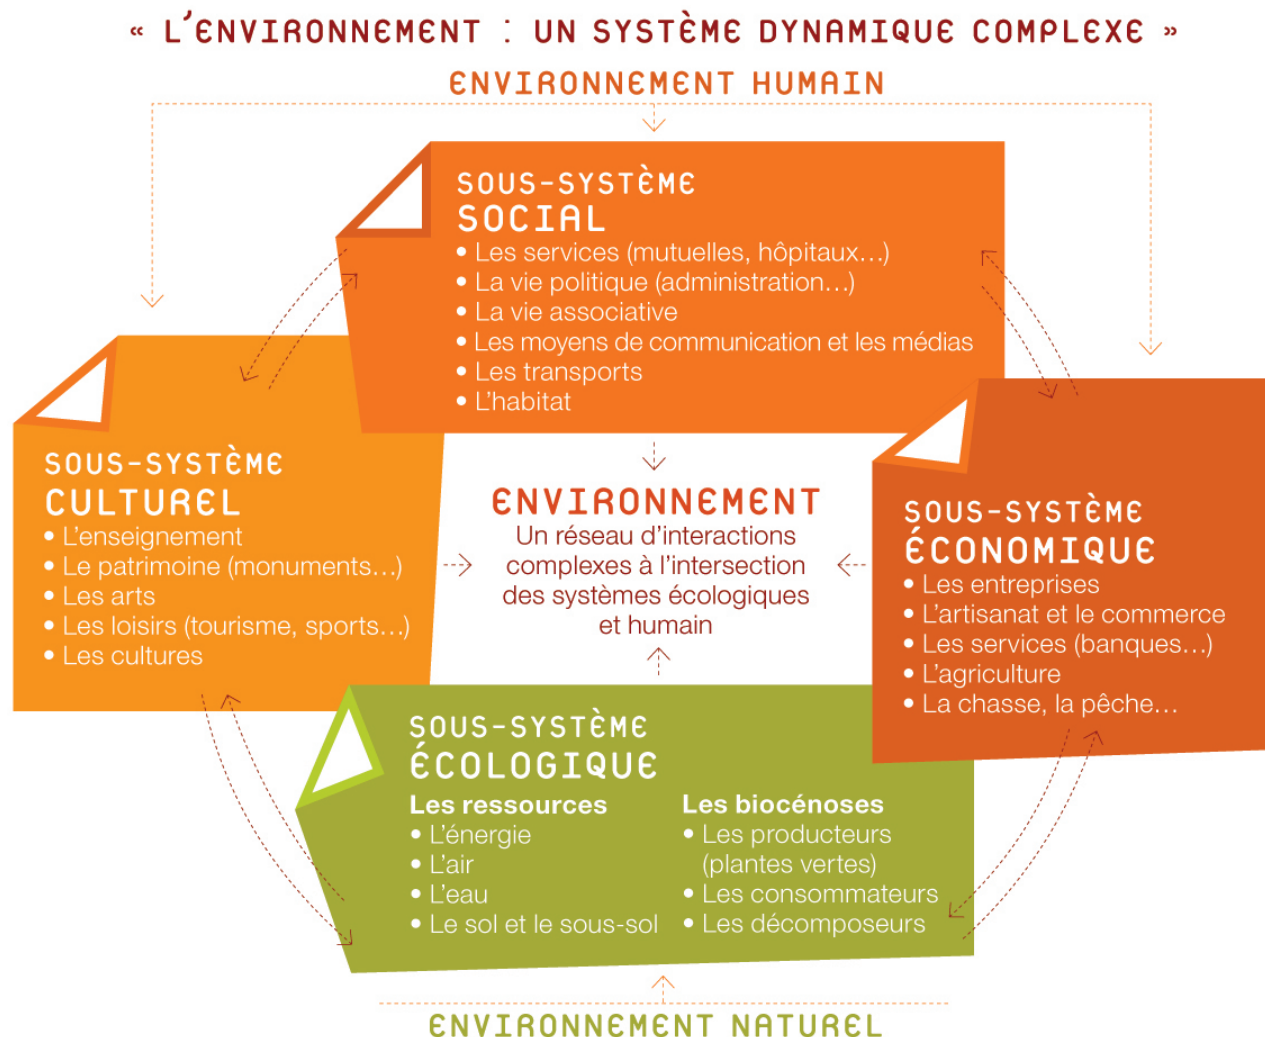 « L'ENVIRONNEMENT : UN SYSTÈME DYNAMIQUE COMPLEXE »
ENVIRONNEMENT HUMAIN
SOUS-SYSTÈME
SOCIAL
• Les services (mutuelles, hôpitaux…)
• La vie politique (administration…)
• La vie associative
• Les moyens de communication et les médias
• Les transports
• L'habitat
SOUS-SYSTÈME
CULTUREL
• L'enseignement
• Le patrimoine (monuments…)
• Les arts
• Les loisirs (tourisme, sports…)
• Les cultures
ENVIRONNEMENT
Un réseau d'interactions
complexes à l'intersection
des systèmes écologiques
et humain
SOUS-SYSTÈME
ÉCONOMIQUE
• Les entreprises
• L'artisanat et le commerce
• Les services (banques…)
• L'agriculture
• La chasse, la pêche…
SOUS-SYSTÈME
ÉCOLOGIQUE
Les ressources
• L'énergie
• L'air
• L'eau
• Le sol et le sous-sol
Les biocénoses
• Les producteurs
(plantes vertes)
• Les consommateurs
• Les décomposeurs
ENVIRONNEMENT NATUREL